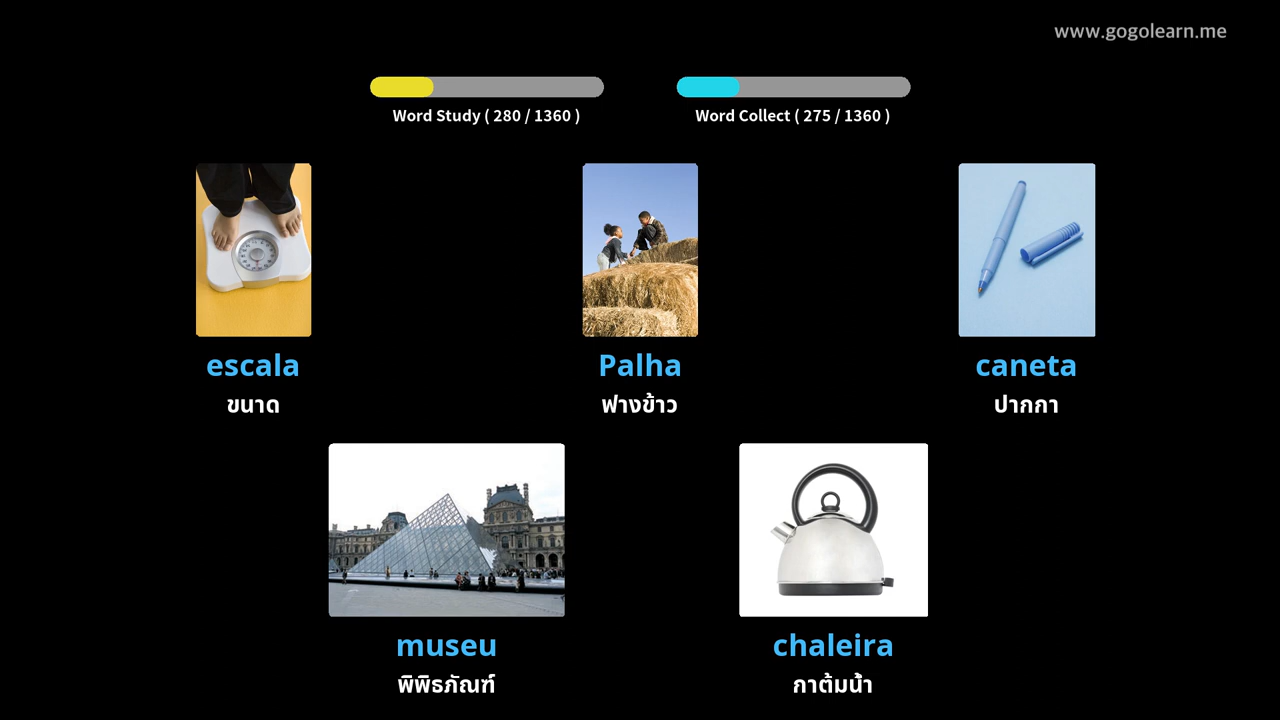 www.gogolearn.me
Word Study ( 280 / 1360 )
Word Collect ( 275 / 1360 )
escala
ขนาด
Palha
ฟางข้าว
caneta
ปากกา
museu
พิพิธภัณฑ์
chaleira
กาต้มน้ำ